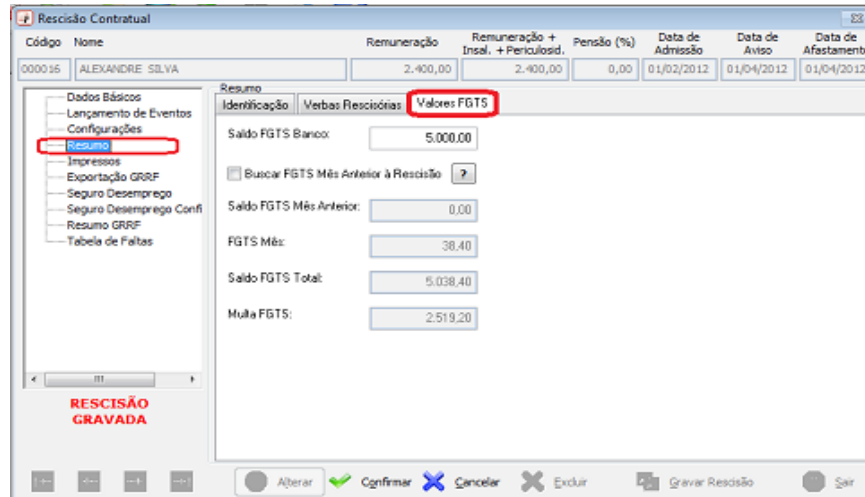 Rescisão Contratual
Código Nome Remuneração Remuneração + Insal. + Periculosid. Pensão (%) Data de Admissão Data de Aviso Data de Afastamento
000016 ALEXANDRE SILVA 2.400,00 2.400,00 0,00 01/02/2012 01/04/2012 01/04/2012
Dados Básicos
Lançamento de Eventos
Configurações
Resumo
Impressos
Exportação GRRF
Seguro Desemprego
Seguro Desemprego Confi
Resumo GRRF
Tabela de Faltas
RESCISÃO
GRAVADA
Resumo
Identificação Verbas Rescisórias Valores FGTS
Saldo FGTS Banco: 5.000,00
Buscar FGTS Mês Anterior à Rescisão ?
Saldo FGTS Mês Anterior: 0,00
FGTS Mês: 38,40
Saldo FGTS Total: 5.038,40
Multa FGTS: 2.519,20
Alterar Confirmar Cancelar Excluir Gravar Rescisão Sair